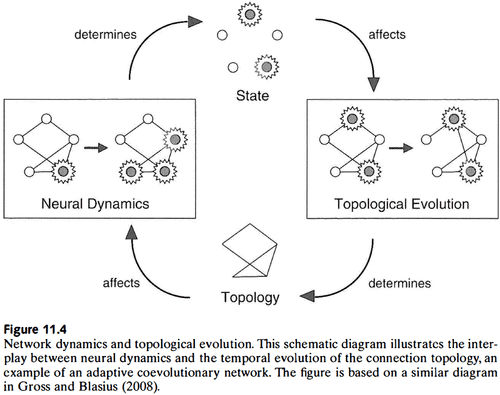 determines
affects
State
Neural Dynamics
Topological Evolution
affects
Topology
determines
Figure 11.4
Network dynamics and topological evolution. This schematic diagram illustrates the inter-
play between neural dynamics and the temporal evolution of the connection topology, an
example of an adaptive coevolutionary network. The figure is based on a similar diagram
in Gross and Blasius (2008).